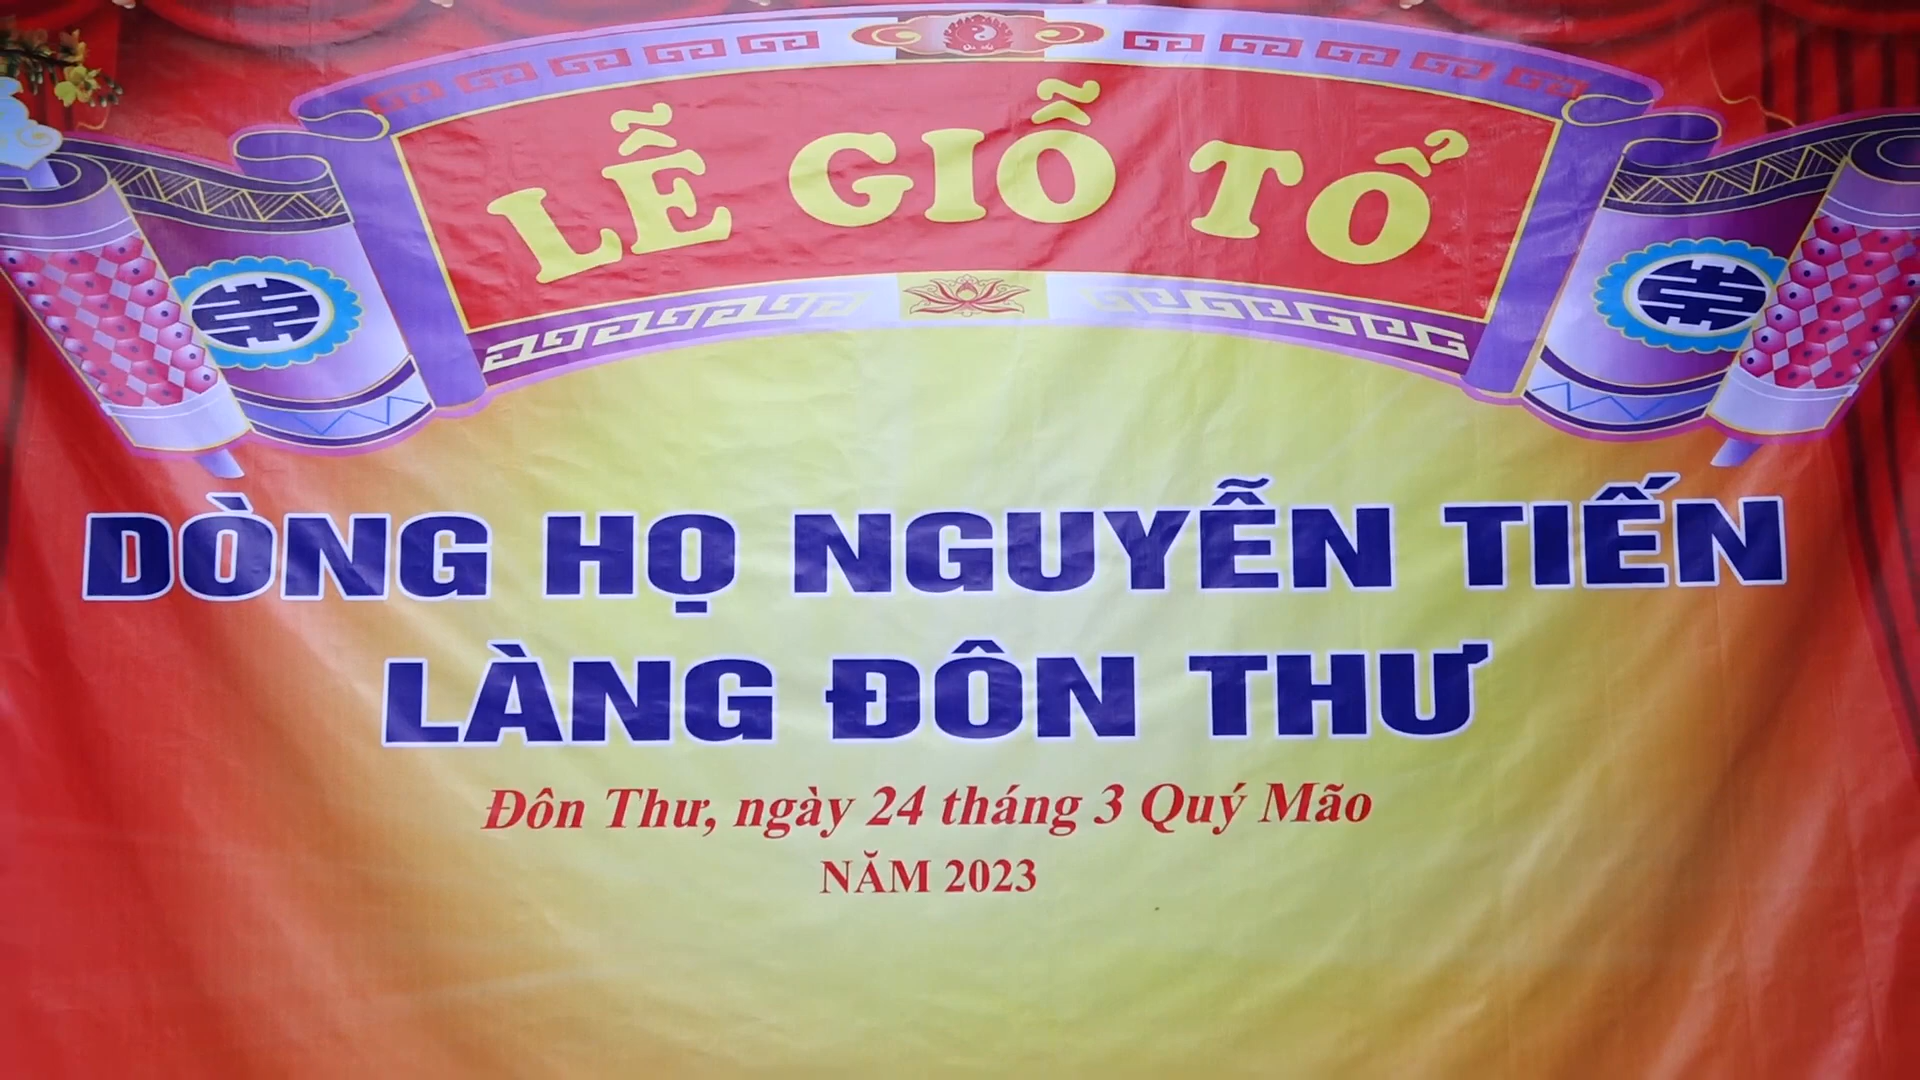 LỄ GIỖ TỔ
DÒNG HỌ NGUYỄN TIẾN
LÀNG ĐÔN THƯ
Đôn Thư, ngày 24 tháng 3 Quý Mão
NĂM 2023